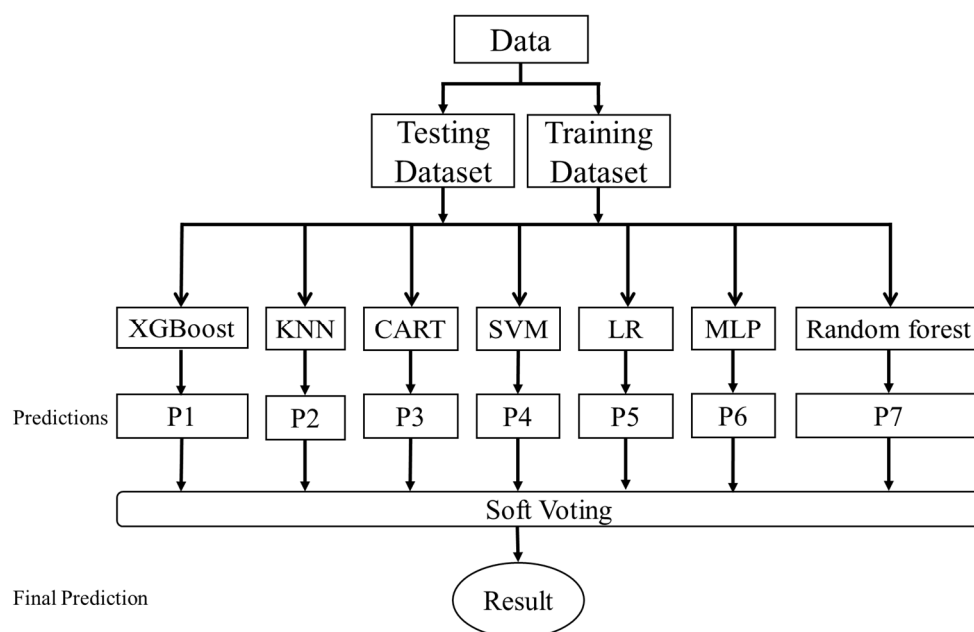 Data
Testing
Dataset
Training
Dataset
XGBoost
KNN
CART
SVM
LR
MLP
Random forest
Predictions
P1
P2
P3
P4
P5
P6
P7
Soft Voting
Final Prediction
Result